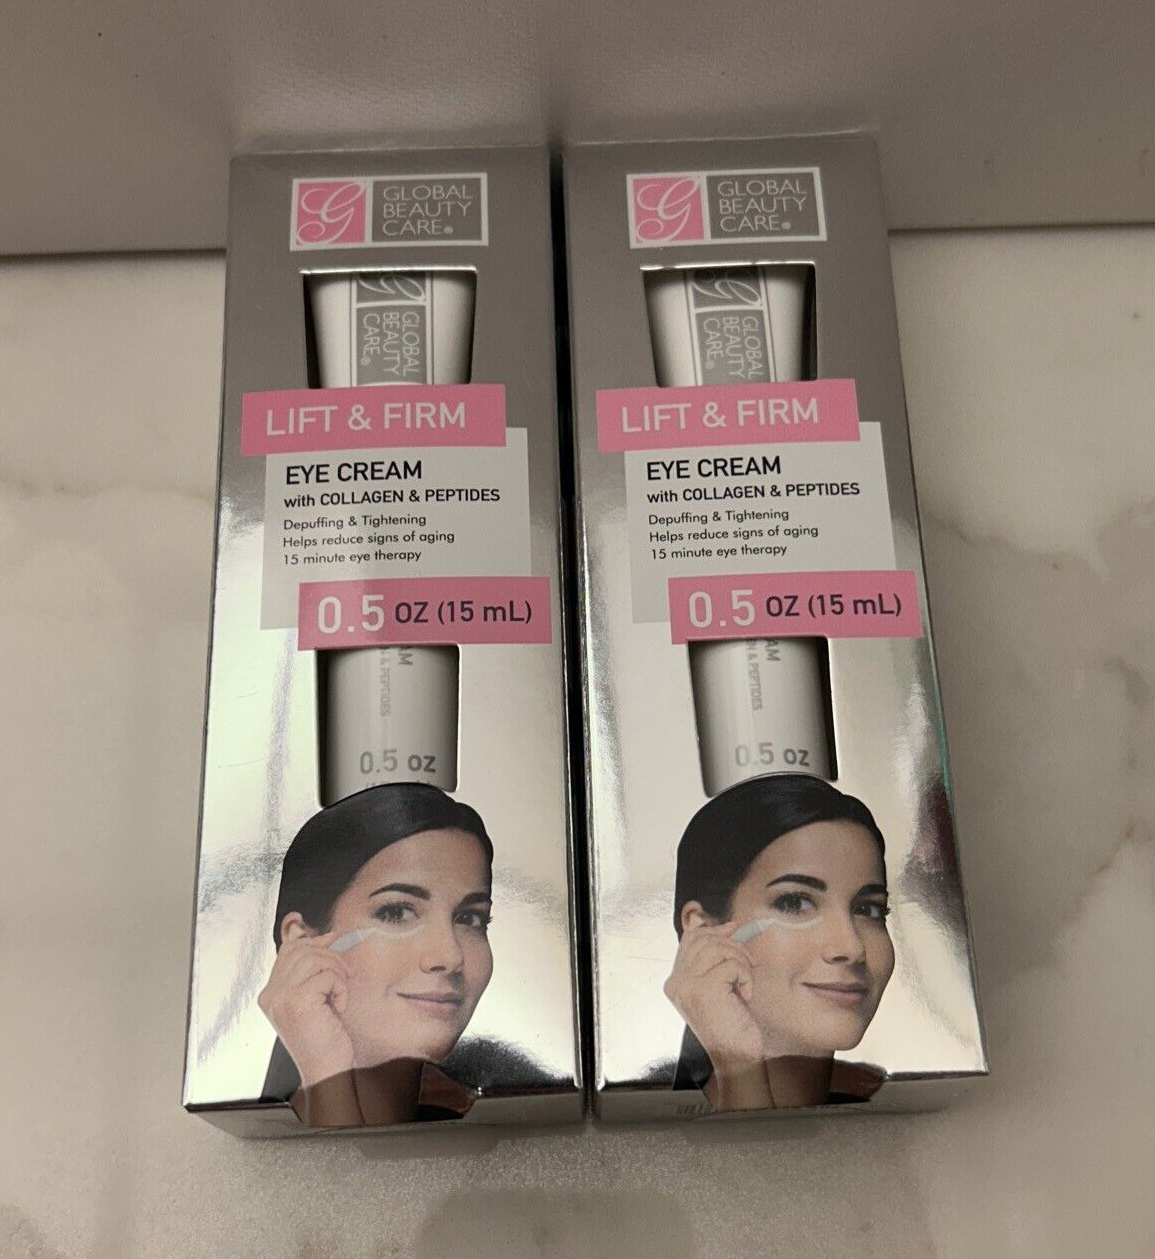 GLOBAL
BEAUTY
CARE®
GLOBAL
BEAUTY
CARE®
LIFT & FIRM
EYE CREAM
with COLLAGEN & PEPTIDES
Depuffing & Tightening
Helps reduce signs of aging
15 minute eye therapy
0.5 OZ (15 mL)
& PEPTIDES
0.5 oz
GLOBAL
BEAUTY
CARE®
GLOBAL
BEAUTY
CARE®
LIFT & FIRM
EYE CREAM
with COLLAGEN & PEPTIDES
Depuffing & Tightening
Helps reduce signs of aging
15 minute eye therapy
0.5 OZ (15 mL)
& PEPTIDES
0.5 oz